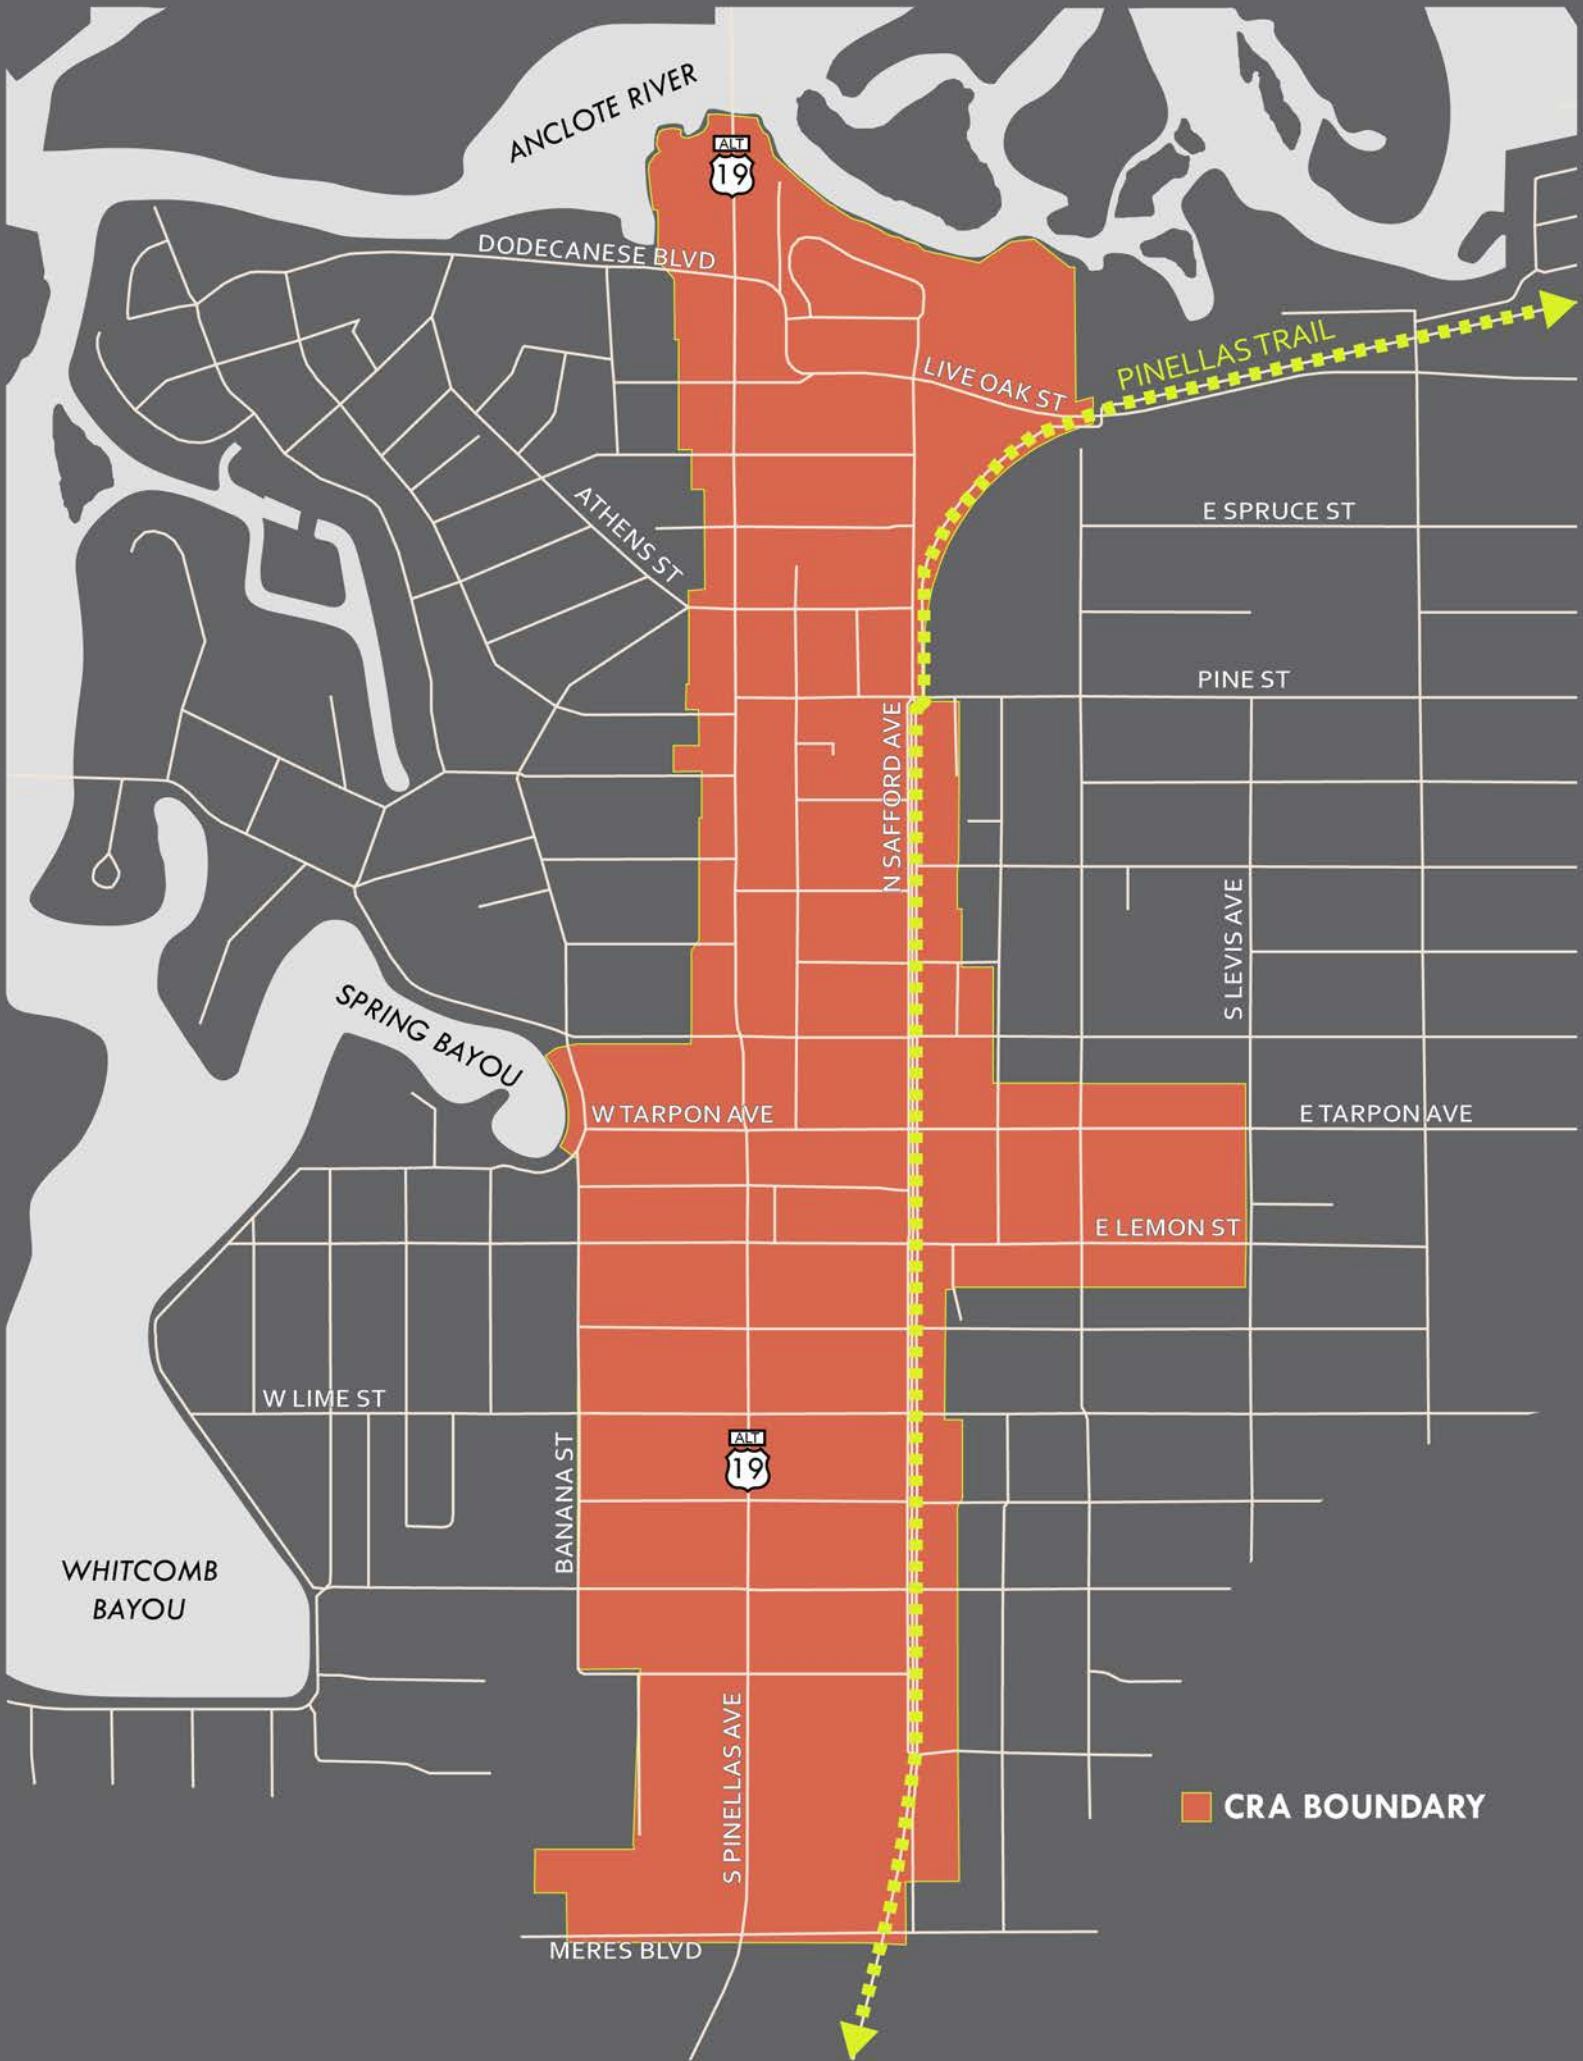 ANCLOTE RIVER
ALT
19
DODECANESE BLVD
PINELLAS TRAIL
LIVE OAK ST
ATHENS ST
E SPRUCE ST
PINE ST
N SAFFORD AVE
S LEVIS AVE
SPRING BAYOU
W TARPON AVE
E TARPON AVE
E LEMON ST
W LIME ST
ALT
19
BANANA ST
WHITCOMB
BAYOU
S PINELLAS AVE
CRA BOUNDARY
MERES BLVD